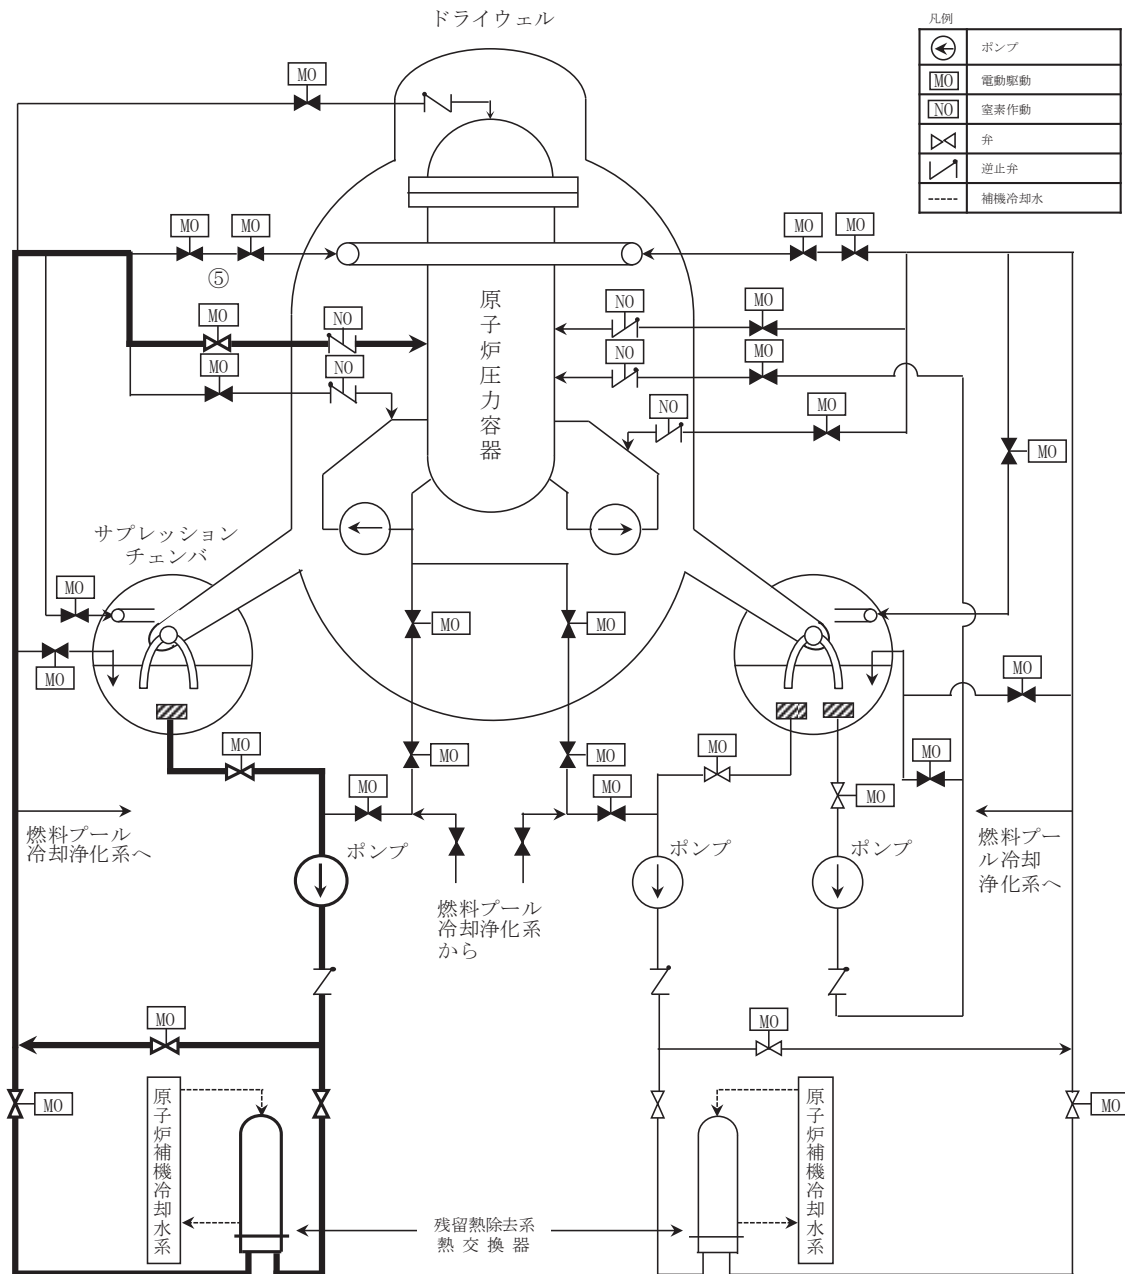 ドライウェル
凡例
ポンプ
MO
電動駆動
NO
窒素作動
弁
逆止弁
補機冷却水
MO
MO
MO
MO
MO
⑤
MO
NO
MO
NO
原子炉圧力容器
NO
MO
NO
MO
NO
MO
MO
サプレッション
チェンバ
MO
MO
MO
MO
MO
MO
MO
MO
MO
MO
MO
MO
MO
MO
燃料プール
冷却浄化系へ
ポンプ
燃料プール
冷却浄化系
から
ポンプ
ポンプ
燃料プー
ル冷却
浄化系へ
MO
MO
MO
MO
原子炉補機冷却水系
原子炉補機冷却水系
残留熱除去系
熱交換器